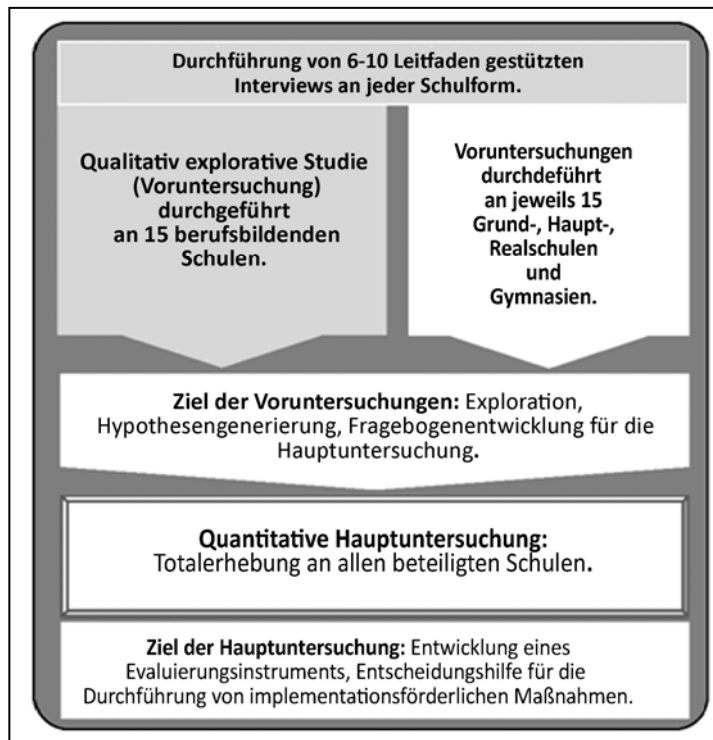 Durchführung von 6-10 Leitfaden gestützten
Interviews an jeder Schulform.
Qualitativ explorative Studie
(Voruntersuchung)
durchgeführt
an 15 berufsbildenden
Schulen.
Voruntersuchungen
durchdeführt
an jeweils 15
Grund-, Haupt-,
Realschulen
und
Gymnasien.
Ziel der Voruntersuchungen: Exploration,
Hypothesengenerierung, Fragebogenentwicklung für die
Hauptuntersuchung.
Quantitative Hauptuntersuchung:
Totalerhebung an allen beteiligten Schulen.
Ziel der Hauptuntersuchung: Entwicklung eines
Evaluierungsinstruments, Entscheidungshilfe für die
Durchführung von implementationsförderlichen Maßnahmen.